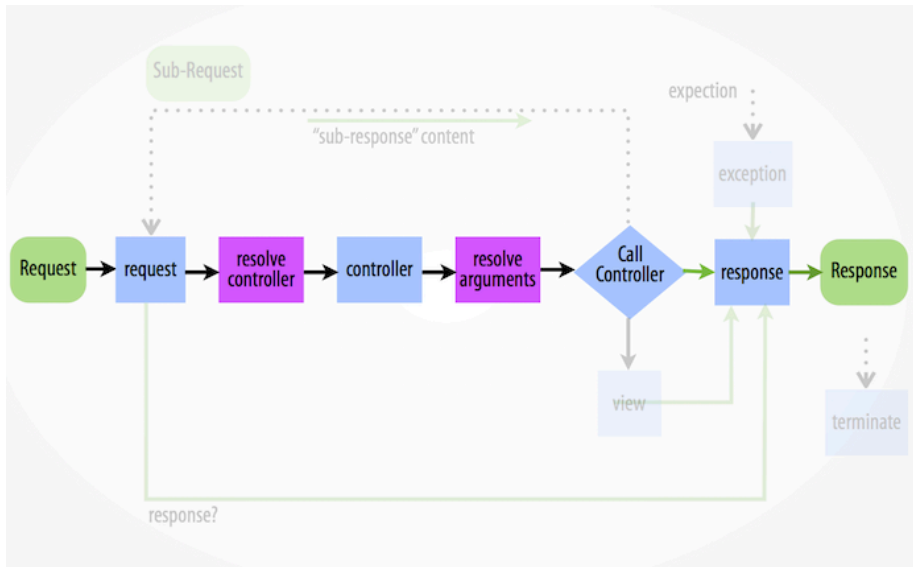 Sub-Request
expection
"sub-response" content
exception
Request
request
resolve
controller
controller
resolve
arguments
Call
Controller
response
Response
view
terminate
response?